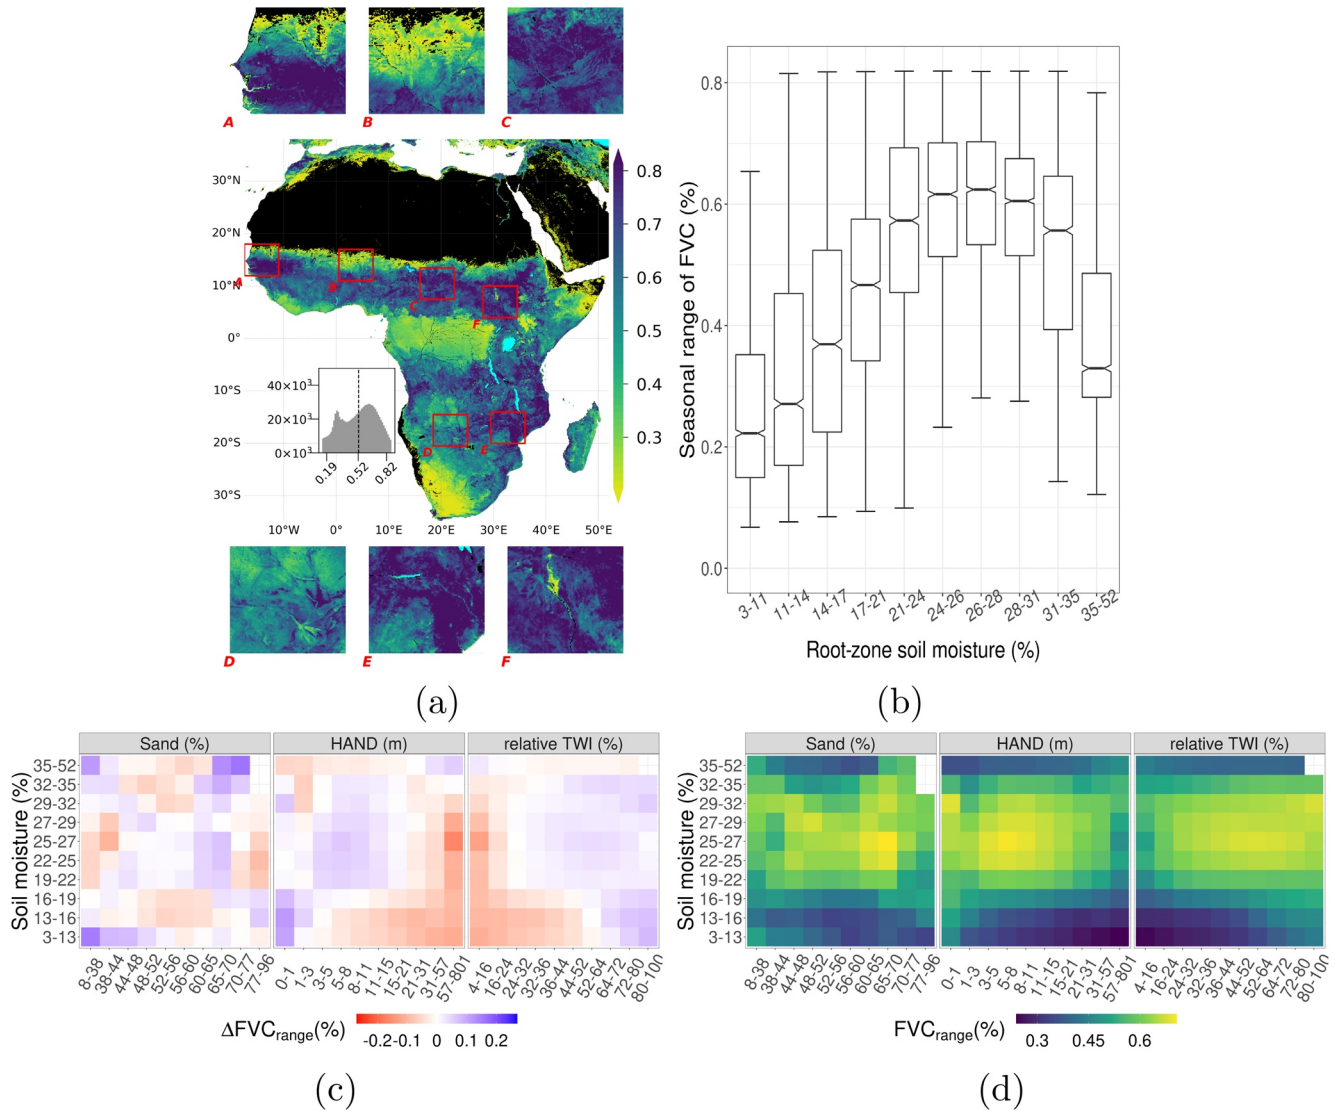 A
B
C
30°N
20°N
10°N
0°
10°S
20°S
30°S
10°W
0°
10°E
20°E
30°E
40°E
50°E
A
B
C
F
D
E
0.8
0.7
0.6
0.5
0.4
0.3
40×10³
20×10³
0×10³
0.19
0.52
0.82
D
E
F
(a)
Seasonal range of FVC (%)
0.8
0.6
0.4
0.2
0.0
3-11
11-14
14-17
17-21
21-24
24-26
26-28
28-31
31-35
35-52
Root-zone soil moisture (%)
(b)
Sand (%)
HAND (m)
relative TWI (%)
Soil moisture (%)
35-52
32-35
29-32
27-29
25-27
22-25
19-22
16-19
13-16
3-13
8-38
38-44
44-48
48-52
52-56
56-60
60-65
65-70
70-77
77-96
0-1
1-3
3-5
5-8
8-11
11-15
15-21
21-31
31-57
57-801
4-16
16-24
24-32
32-36
36-44
44-52
52-64
64-72
72-80
80-100
ΔFVCrange(%)
-0.2
-0.1
0
0.1
0.2
(c)
Sand (%)
HAND (m)
relative TWI (%)
Soil moisture (%)
35-52
32-35
29-32
27-29
25-27
22-25
19-22
16-19
13-16
3-13
8-38
38-44
44-48
48-52
52-56
56-60
60-65
65-70
70-77
77-96
0-1
1-3
3-5
5-8
8-11
11-15
15-21
21-31
31-57
57-801
4-16
16-24
24-32
32-36
36-44
44-52
52-64
64-72
72-80
80-100
FVCrange(%)
0.3
0.45
0.6
(d)